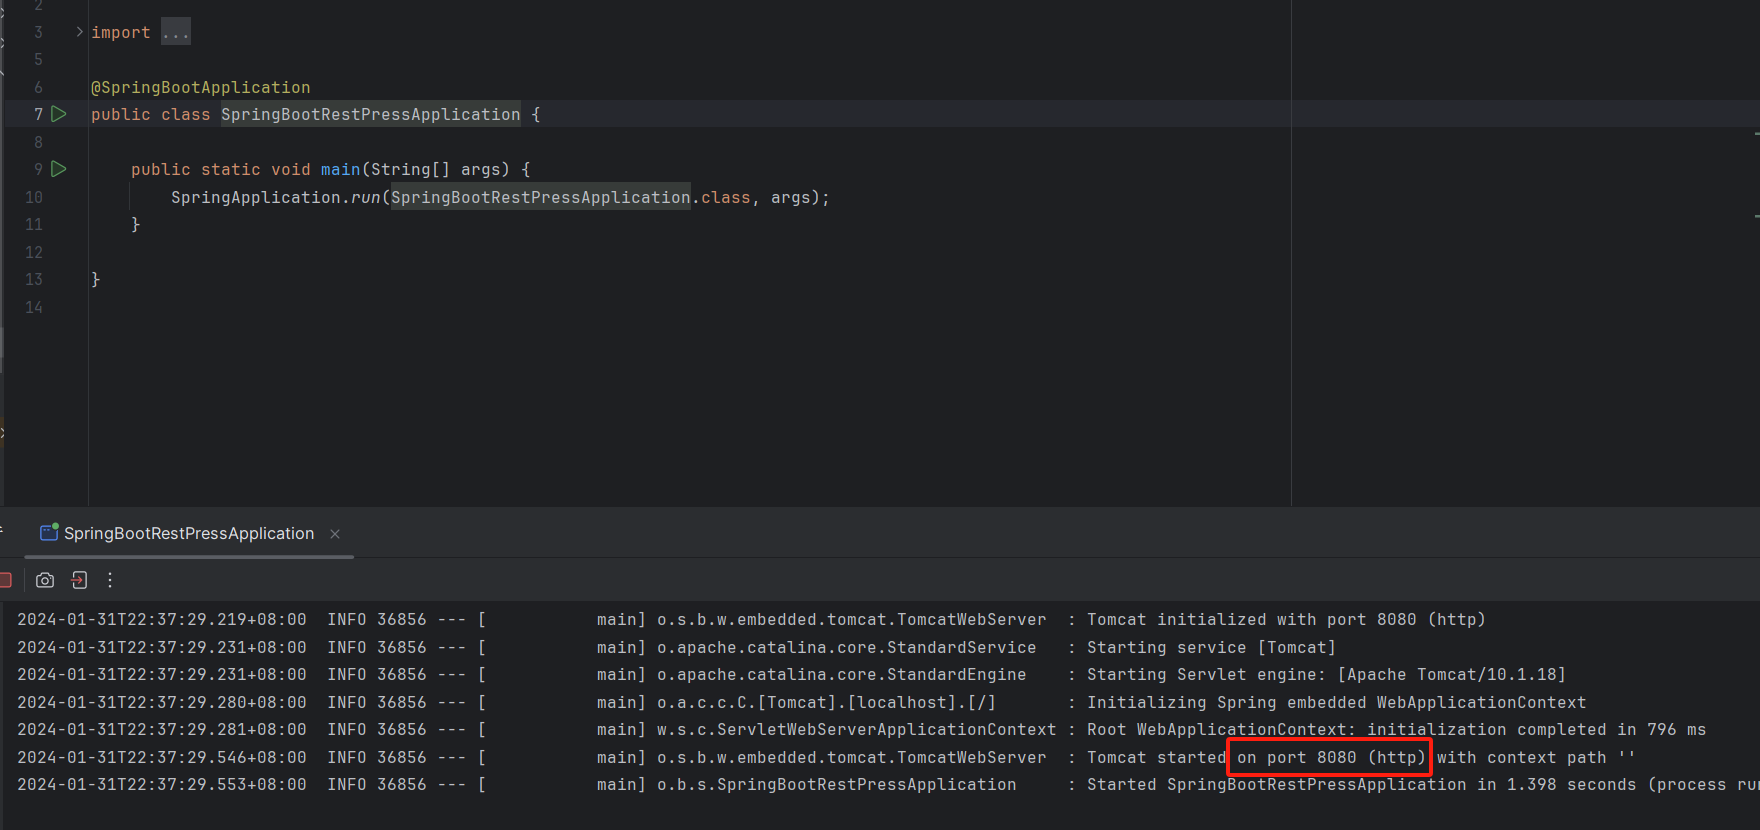 2
3 import ...
5
6 @SpringBootApplication
7 public class SpringBootRestPressApplication {
8
9 public static void main(String[] args) {
10 SpringApplication.run(SpringBootRestPressApplication.class, args);
11 }
12
13 }
14
SpringBootRestPressApplication
2024-01-31T22:37:29.219+08:00  INFO 36856 --- [           main] o.s.b.w.embedded.tomcat.TomcatWebServer  : Tomcat initialized with port 8080 (http)
2024-01-31T22:37:29.231+08:00  INFO 36856 --- [           main] o.apache.catalina.core.StandardService   : Starting service [Tomcat]
2024-01-31T22:37:29.231+08:00  INFO 36856 --- [           main] o.apache.catalina.core.StandardEngine    : Starting Servlet engine: [Apache Tomcat/10.1.18]
2024-01-31T22:37:29.280+08:00  INFO 36856 --- [           main] o.a.c.c.C.[Tomcat].[localhost].[/]       : Initializing Spring embedded WebApplicationContext
2024-01-31T22:37:29.281+08:00  INFO 36856 --- [           main] w.s.c.ServletWebServerApplicationContext : Root WebApplicationContext: initialization completed in 796 ms
2024-01-31T22:37:29.546+08:00  INFO 36856 --- [           main] o.s.b.w.embedded.tomcat.TomcatWebServer  : Tomcat started on port 8080 (http) with context path ''
2024-01-31T22:37:29.553+08:00  INFO 36856 --- [           main] o.b.s.SpringBootRestPressApplication     : Started SpringBootRestPressApplication in 1.398 seconds (process